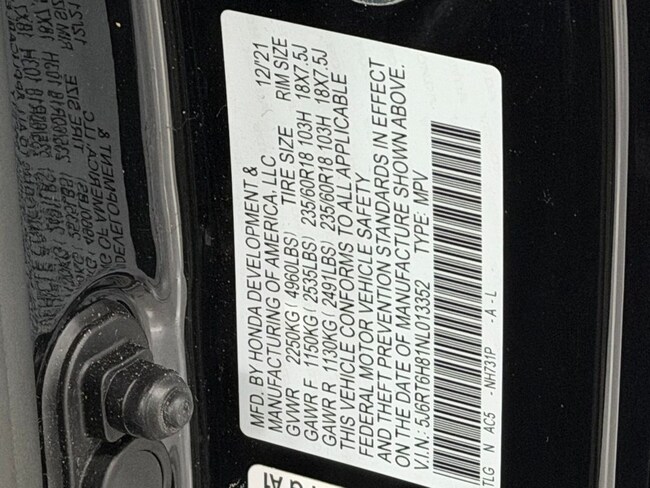 MFD. BY HONDA DEVELOPMENT &
MANUFACTURING OF AMERICA, LLC 12/21
GVWR 2250KG ( 4960LBS) TIRE SIZE RIM SIZE
GAWR F 1150KG ( 2535LBS) 235/60R18 103H 18X7.5J
GAWR R 1130KG ( 2491LBS) 235/60R18 103H 18X7.5J
THIS VEHICLE CONFORMS TO ALL APPLICABLE
FEDERAL MOTOR VEHICLE SAFETY
AND THEFT PREVENTION STANDARDS IN EFFECT
ON THE DATE OF MANUFACTURE SHOWN ABOVE.
V.I.N: 5J6RT6H81NL013352 TYPE: MPV
TLG N AC5 -NH731P -A - L